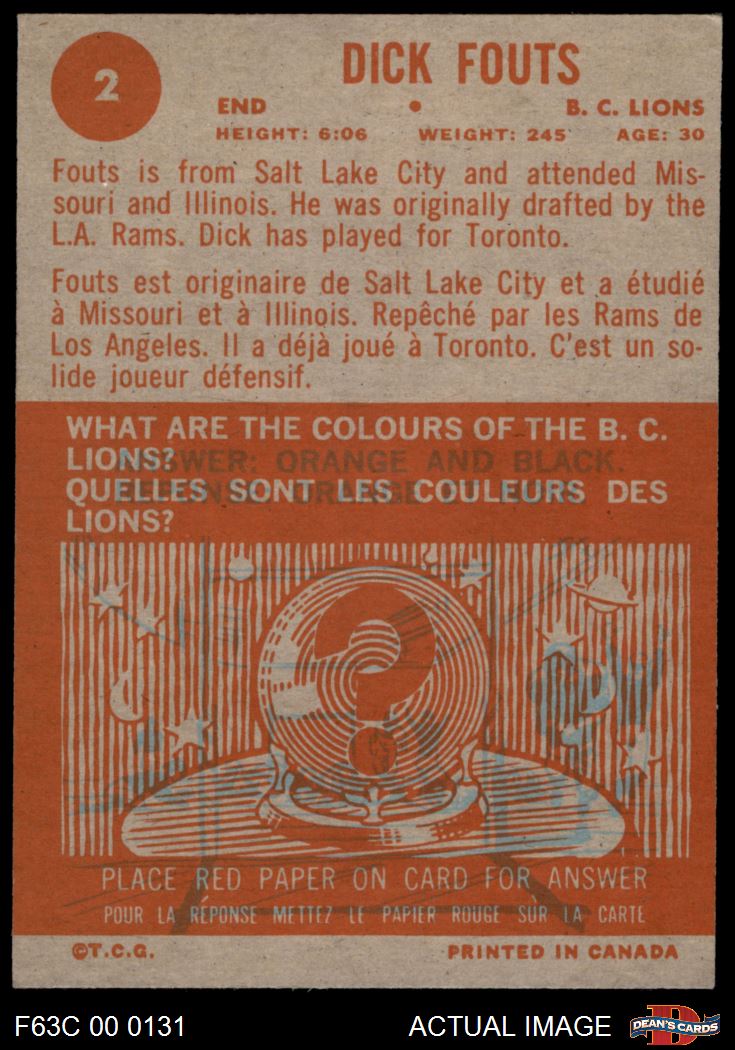 2
DICK FOUTS
END • B. C. LIONS
HEIGHT: 6:06 WEIGHT: 245 AGE: 30
Fouts is from Salt Lake City and attended Mis-
souri and Illinois. He was originally drafted by the
L.A. Rams. Dick has played for Toronto.
Fouts est originaire de Salt Lake City et a étudié
à Missouri et à Illinois. Repêché par les Rams de
Los Angeles. Il a déjà joué à Toronto. C'est un so-
lide joueur défensif.
WHAT ARE THE COLOURS OF THE B. C.
LIONS?
ANSWER: ORANGE AND BLACK.
QUELLES SONT LES COULEURS DES
LIONS?
?
PLACE RED PAPER ON CARD FOR ANSWER
POUR LA REPONSE METTEZ LE PAPIER ROUGE SUR LA CARTE
©T.C.G. PRINTED IN CANADA
F63C 00 0131 ACTUAL IMAGE DEAN'S CARDS